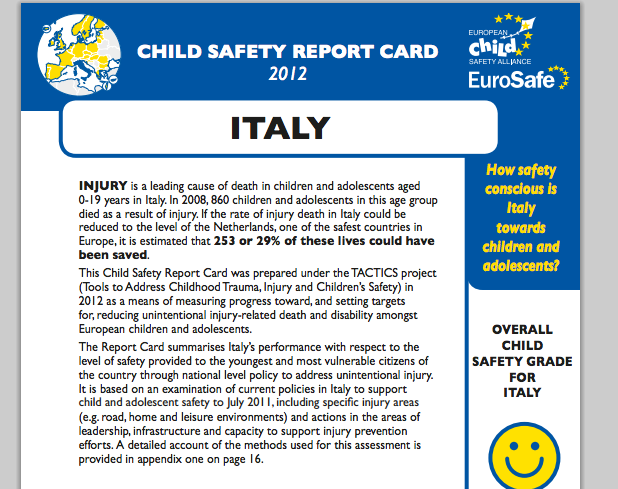 CHILD SAFETY REPORT CARD
2012
EUROPEAN
child
SAFETY ALLIANCE
EuroSafe
ITALY
INJURY is a leading cause of death in children and adolescents aged
0-19 years in Italy. In 2008, 860 children and adolescents in this age group
died as a result of injury. If the rate of injury death in Italy could be
reduced to the level of the Netherlands, one of the safest countries in
Europe, it is estimated that 253 or 29% of these lives could have
been saved.
This Child Safety Report Card was prepared under the TACTICS project
(Tools to Address Childhood Trauma, Injury and Children's Safety) in
2012 as a means of measuring progress toward, and setting targets
for, reducing unintentional injury-related death and disability amongst
European children and adolescents.
The Report Card summarises Italy's performance with respect to the
level of safety provided to the youngest and most vulnerable citizens of
the country through national level policy to address unintentional injury.
It is based on an examination of current policies in Italy to support
child and adolescent safety to July 2011, including specific injury areas
(e.g. road, home and leisure environments) and actions in the areas of
leadership, infrastructure and capacity to support injury prevention
efforts. A detailed account of the methods used for this assessment is
provided in appendix one on page 16.
How safety
conscious is
Italy
towards
children and
adolescents?
OVERALL
CHILD
SAFETY GRADE
FOR
ITALY